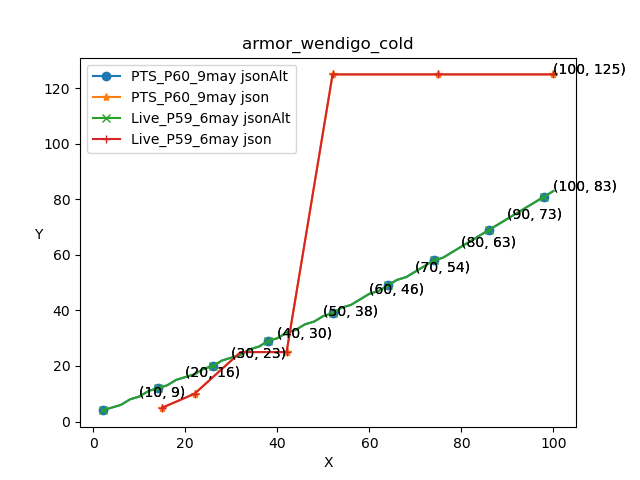 armor_wendigo_cold
PTS_P60_9may jsonAlt
PTS_P60_9may json
Live_P59_6may jsonAlt
Live_P59_6may json
(100, 125)
(100, 83)
(90, 73)
(80, 63)
(70, 54)
(60, 46)
(50, 38)
(40, 30)
(30, 23)
(20, 16)
(10, 9)
Y
120
100
80
60
40
20
0
0 20 40 60 80 100
X